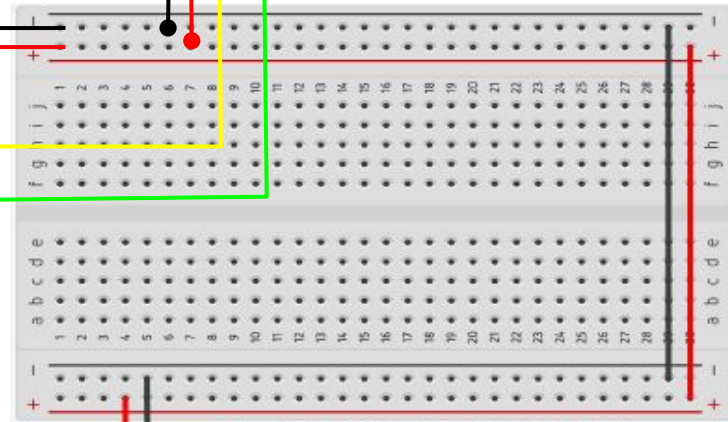 − −
+ +
1 2 3 4 5 6 7 8 9 10 11 12 13 14 15 16 17 18 19 20 21 22 23 24 25 26 27 28
j j
i i
h h
g g
f f
e e
d d
c c
b b
a a
1 2 3 4 5 6 7 8 9 10 11 12 13 14 15 16 17 18 19 20 21 22 23 24 25 26 27 28
− −
+ +